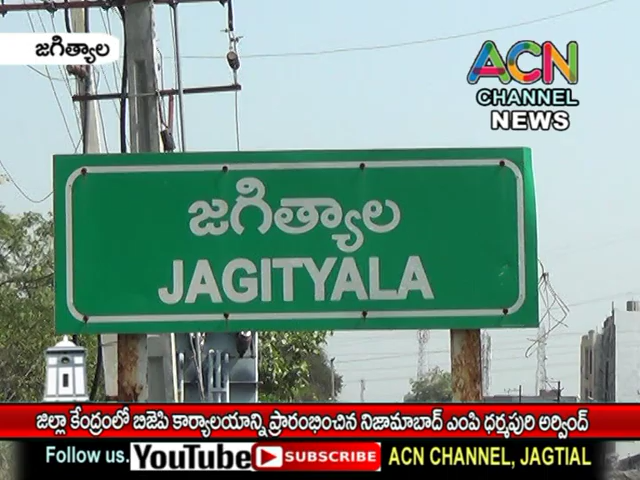 జగిత్యాల
ACN
CHANNEL
NEWS
జగిత్యాల
JAGITYALA
జిల్లా కేంద్రంలో బిజెపి కార్యాలయాన్ని ప్రారంభించిన నిజామాబాద్ ఎంపి ధర్మపురి అర్వింద్
Follow us. YouTube SUBSCRIBE ACN CHANNEL, JAGTIAL